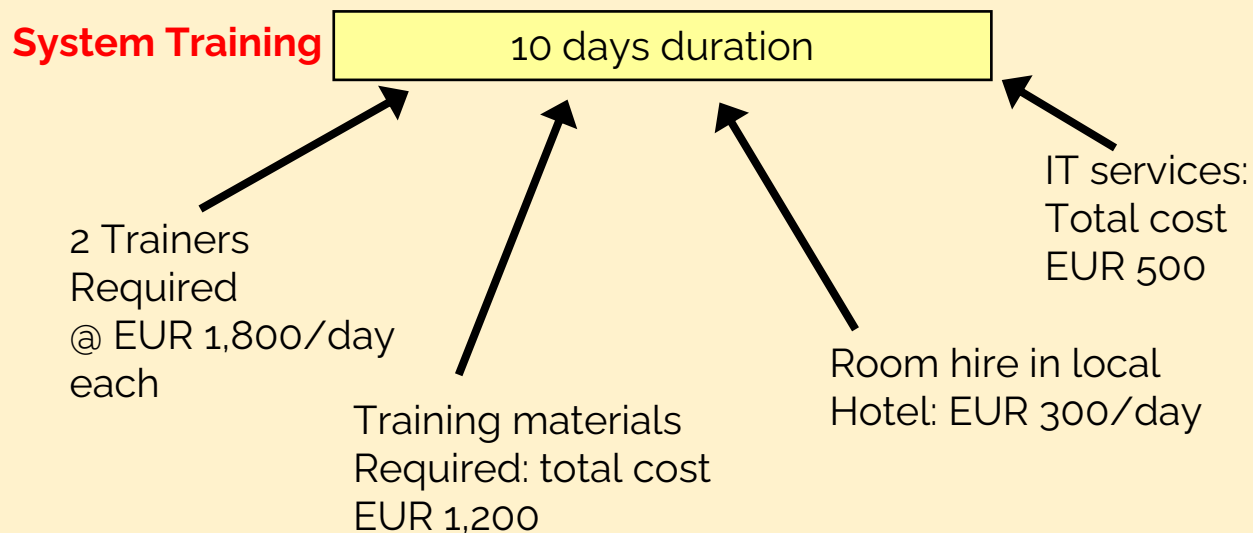 System Training
10 days duration
2 Trainers
Required
@ EUR 1,800/day
each
Training materials
Required: total cost
EUR 1,200
Room hire in local
Hotel: EUR 300/day
IT services:
Total cost
EUR 500